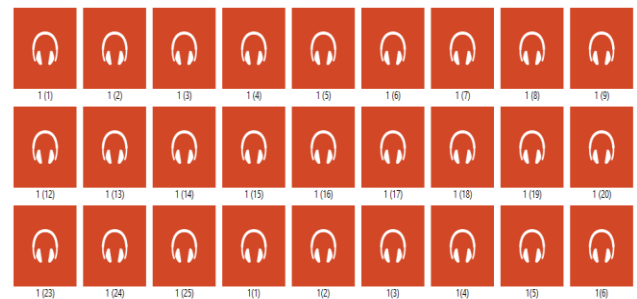 1 (1) 1 (2) 1 (3) 1 (4) 1 (5) 1 (6) 1 (7) 1 (8) 1 (9)
1 (12) 1 (13) 1 (14) 1 (15) 1 (16) 1 (17) 1 (18) 1 (19) 1 (20)
1 (23) 1 (24) 1 (25) 1(1) 1(2) 1(3) 1(4) 1(5) 1(6)